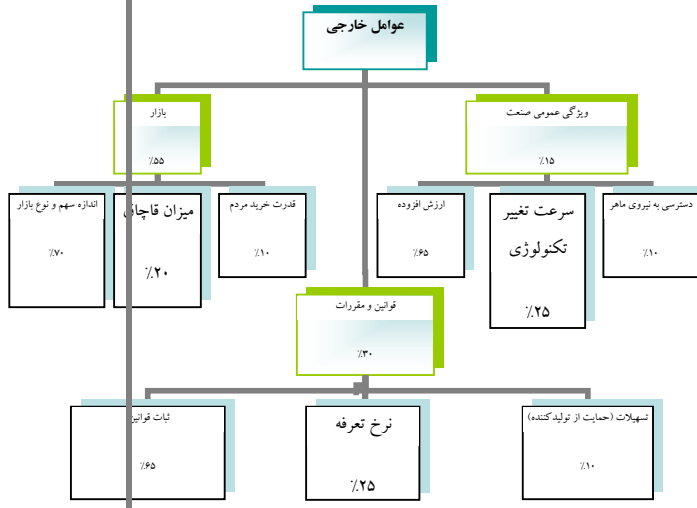 عوامل خارجی
ویژگی عمومی صنعت
٪۱۵
بازار
٪۵۵
دسترسی به نیروی ماهر
٪۱۰
سرعت تغییر
تکنولوژی
٪۲۵
ارزش افزوده
٪۶۵
قدرت خرید مردم
٪۱۰
میزان قاچاق
٪۲۰
اندازه سهم و نوع بازار
٪۷۰
قوانین و مقررات
٪۳۰
تسهیلات (حمایت از تولیدکننده)
٪۱۰
نرخ تعرفه
٪۲۵
ثبات قوانین
٪۶۵